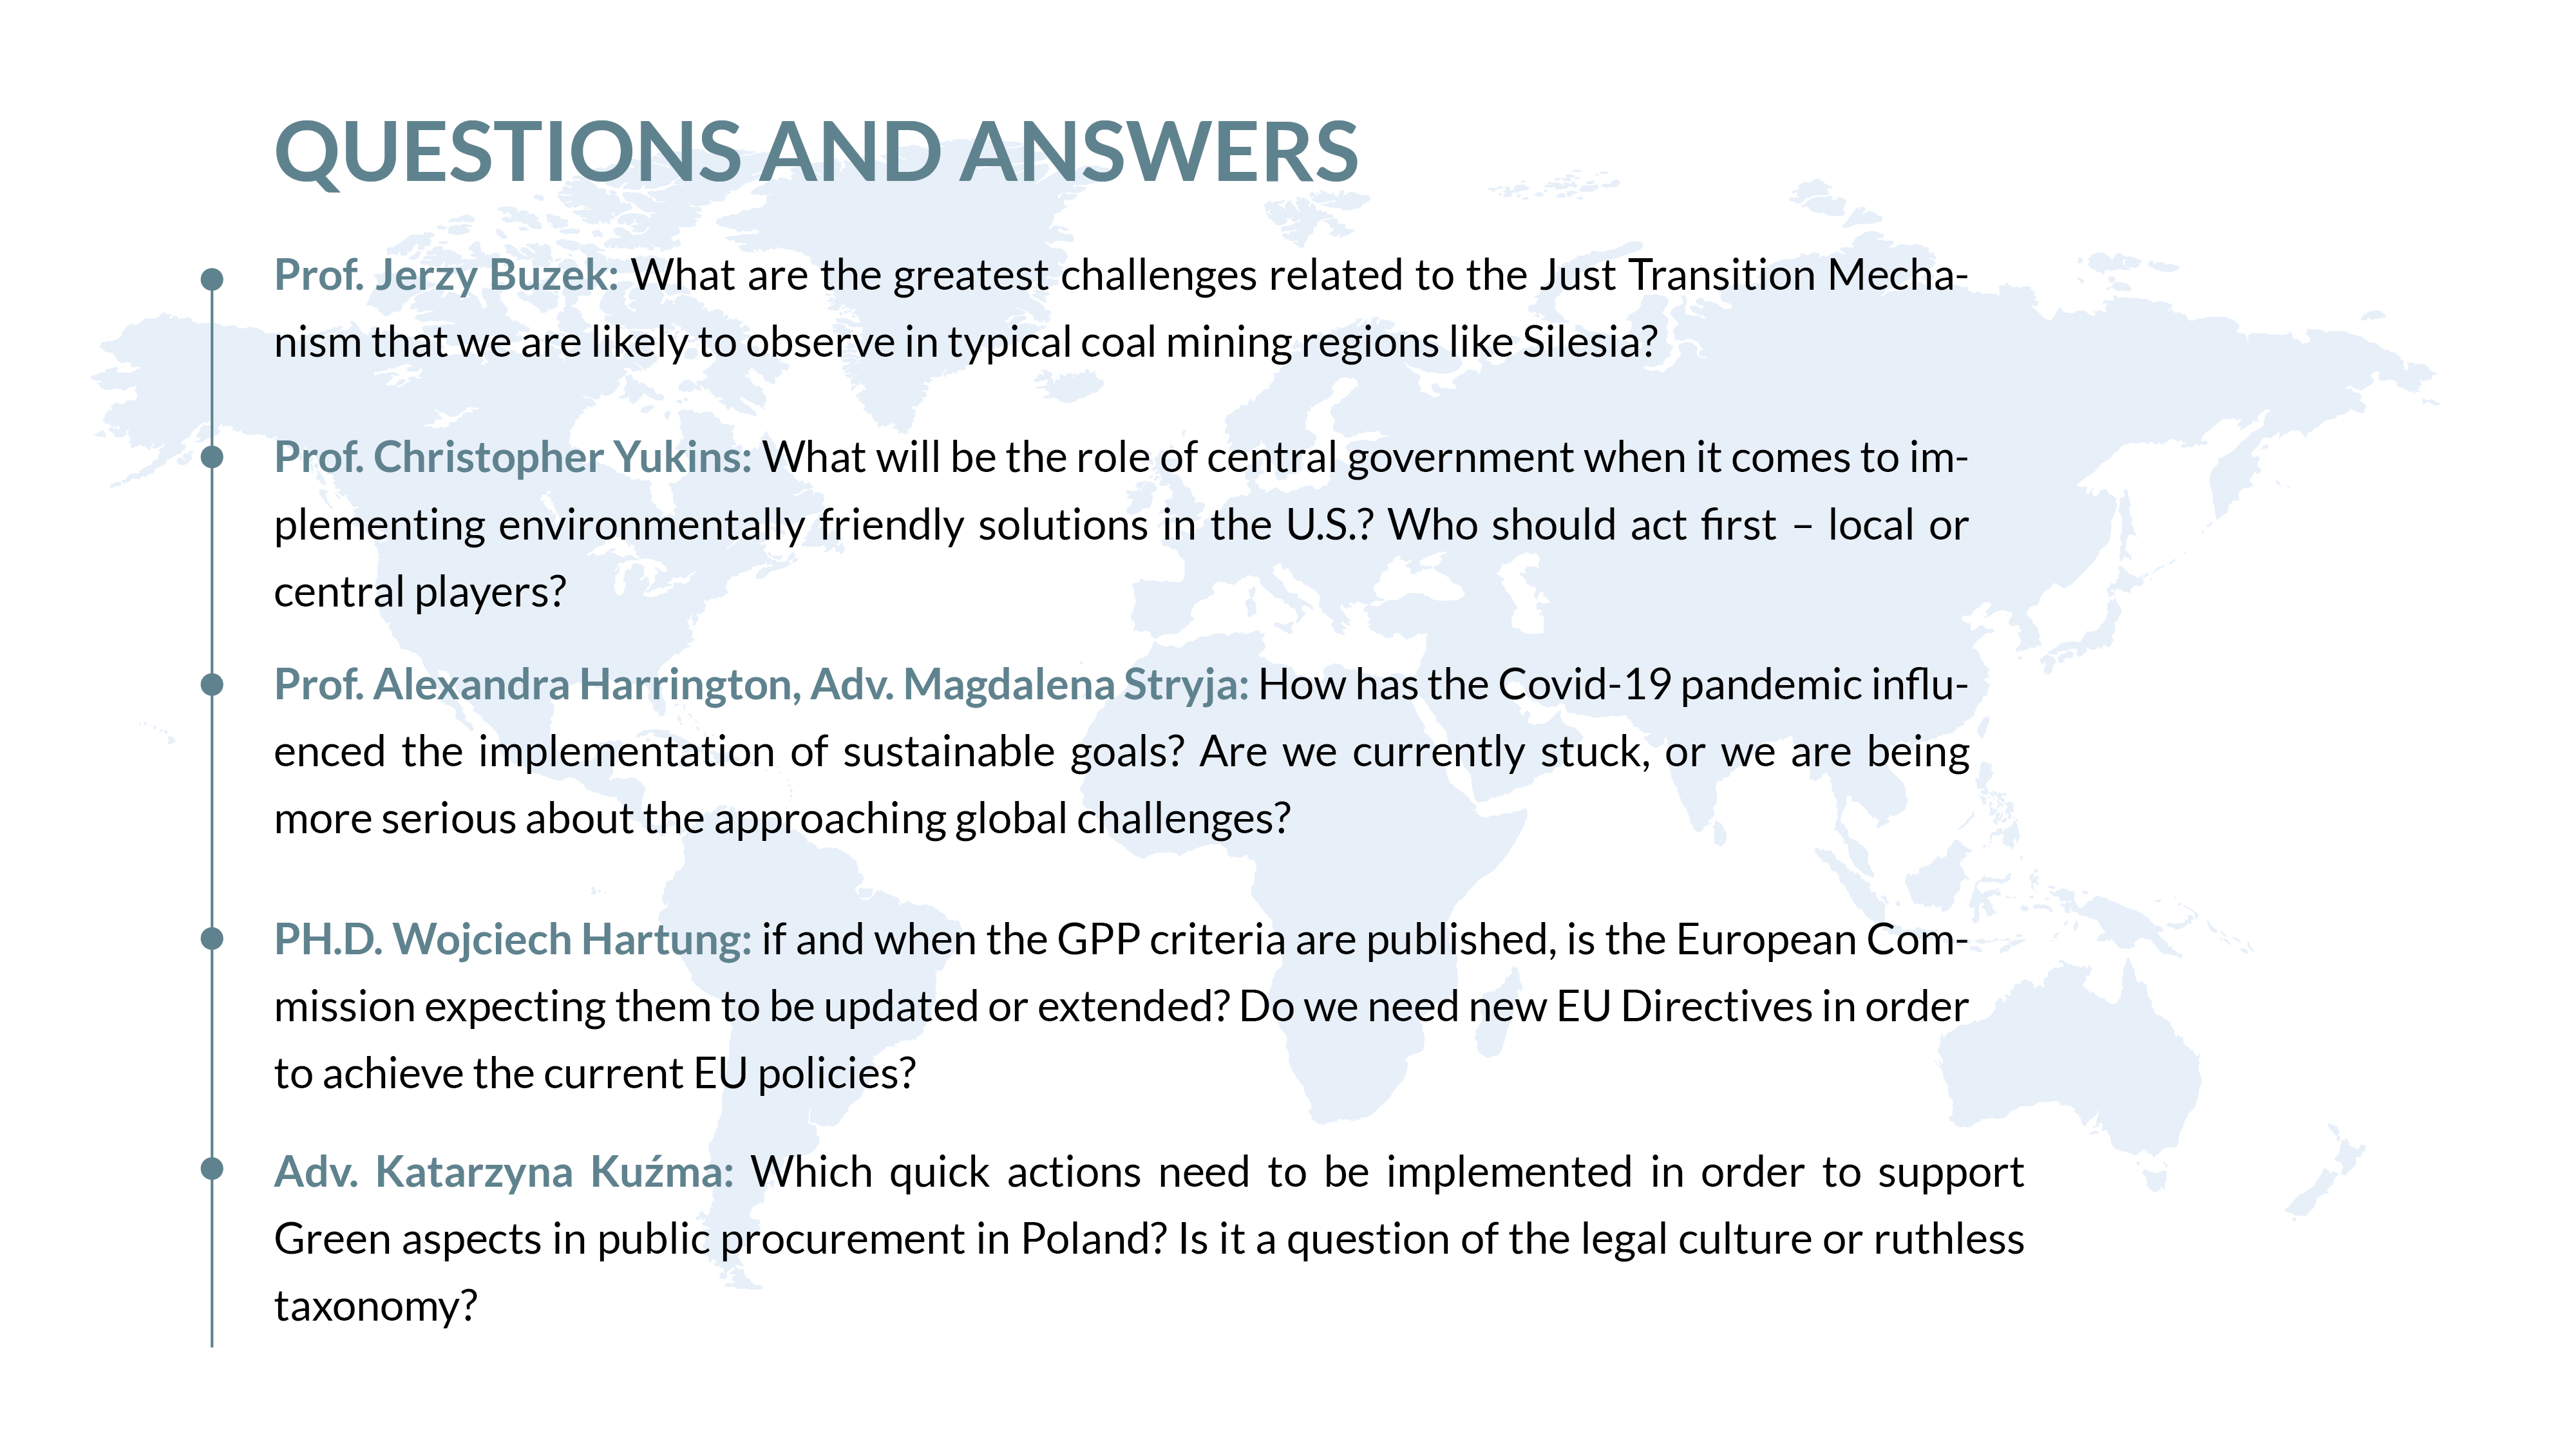 QUESTIONS AND ANSWERS
Prof. Jerzy Buzek: What are the greatest challenges related to the Just Transition Mecha-
nism that we are likely to observe in typical coal mining regions like Silesia?
Prof. Christopher Yukins: What will be the role of central government when it comes to im-
plementing environmentally friendly solutions in the U.S.? Who should act first – local or
central players?
Prof. Alexandra Harrington, Adv. Magdalena Stryja: How has the Covid-19 pandemic influ-
enced the implementation of sustainable goals? Are we currently stuck, or we are being
more serious about the approaching global challenges?
PH.D. Wojciech Hartung: if and when the GPP criteria are published, is the European Com-
mission expecting them to be updated or extended? Do we need new EU Directives in order
to achieve the current EU policies?
Adv. Katarzyna Kuźma: Which quick actions need to be implemented in order to support
Green aspects in public procurement in Poland? Is it a question of the legal culture or ruthless
taxonomy?